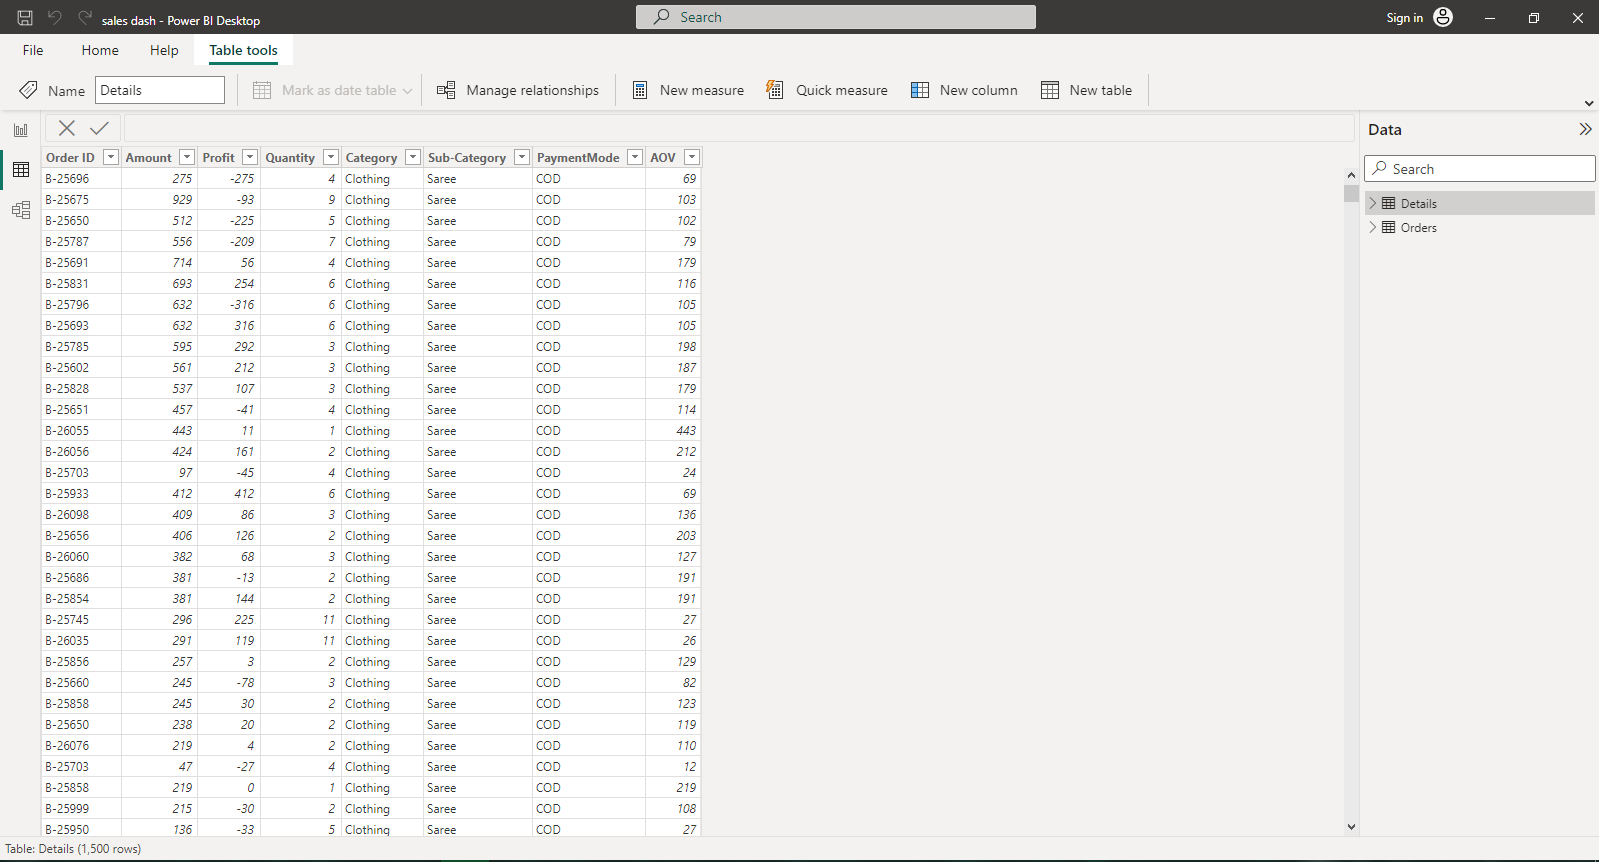 sales dash - Power BI Desktop
Search
Sign in
File
Home
Help
Table tools
Name
Details
Mark as date table
Manage relationships
New measure
Quick measure
New column
New table
Data
Search
Details
Orders
Order ID Amount Profit Quantity Category Sub-Category PaymentMode AOV
B-25696 275 -275 4 Clothing Saree COD 69
B-25675 929 -93 9 Clothing Saree COD 103
B-25650 512 -225 5 Clothing Saree COD 102
B-25787 556 -209 7 Clothing Saree COD 79
B-25691 714 56 4 Clothing Saree COD 179
B-25831 693 254 6 Clothing Saree COD 116
B-25796 632 -316 6 Clothing Saree COD 105
B-25693 632 316 6 Clothing Saree COD 105
B-25785 595 292 3 Clothing Saree COD 198
B-25602 561 212 3 Clothing Saree COD 187
B-25828 537 107 3 Clothing Saree COD 179
B-25651 457 -41 4 Clothing Saree COD 114
B-26055 443 11 1 Clothing Saree COD 443
B-26056 424 161 2 Clothing Saree COD 212
B-25703 97 -45 4 Clothing Saree COD 24
B-25933 412 412 6 Clothing Saree COD 69
B-26098 409 86 3 Clothing Saree COD 136
B-25656 406 126 2 Clothing Saree COD 203
B-26060 382 68 3 Clothing Saree COD 127
B-25686 381 -13 2 Clothing Saree COD 191
B-25854 381 144 2 Clothing Saree COD 191
B-25745 296 225 11 Clothing Saree COD 27
B-26035 291 119 11 Clothing Saree COD 26
B-25856 257 3 2 Clothing Saree COD 129
B-25660 245 -78 3 Clothing Saree COD 82
B-25858 245 30 2 Clothing Saree COD 123
B-25650 238 20 2 Clothing Saree COD 119
B-26076 219 4 2 Clothing Saree COD 110
B-25703 47 -27 4 Clothing Saree COD 12
B-25858 219 0 1 Clothing Saree COD 219
B-25999 215 -30 2 Clothing Saree COD 108
B-25950 136 -33 5 Clothing Saree COD 27
Table: Details (1,500 rows)